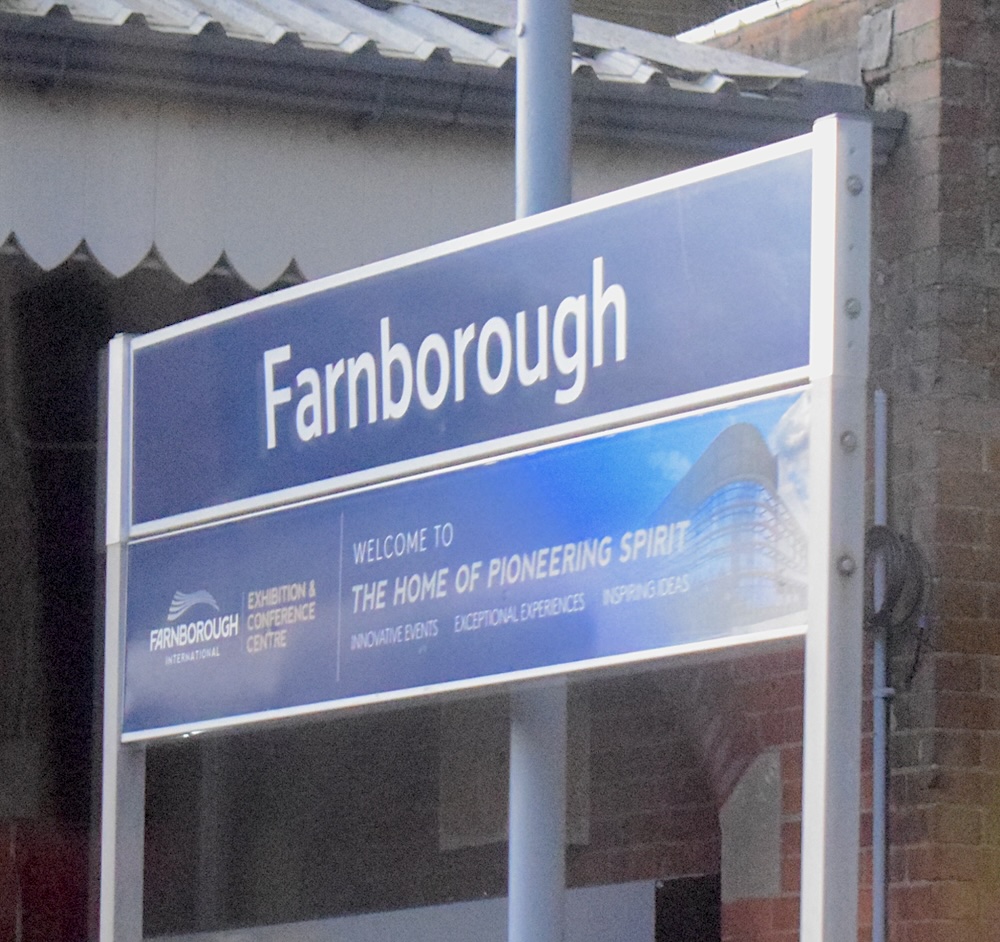 Farnborough
FARNBOROUGH
INTERNATIONAL
EXHIBITION &
CONFERENCE
CENTRE
WELCOME TO
THE HOME OF PIONEERING SPIRIT
INNOVATIVE EVENTS EXCEPTIONAL EXPERIENCES INSPIRING IDEAS